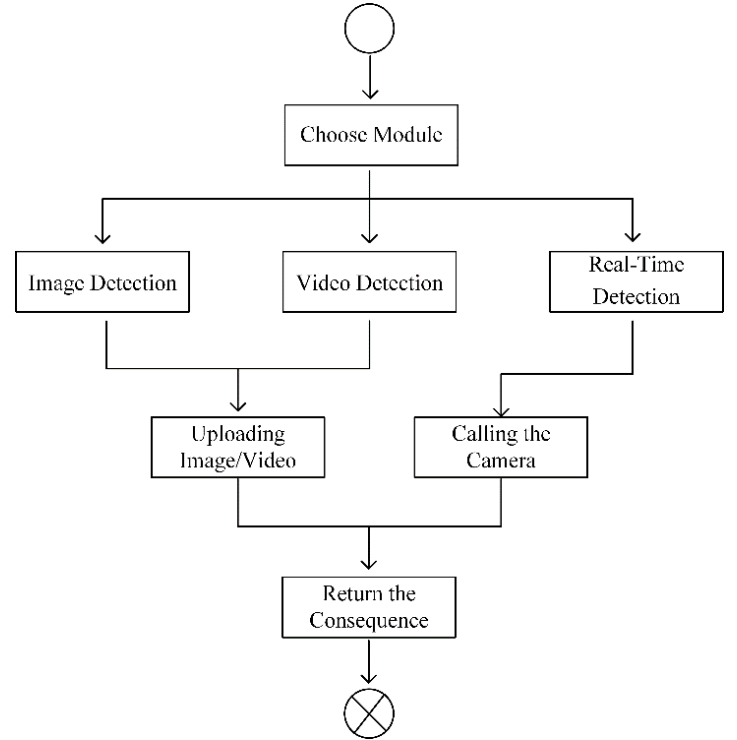 Choose Module
Image Detection
Video Detection
Real-Time
Detection
Uploading
Image/Video
Calling the
Camera
Return the
Consequence